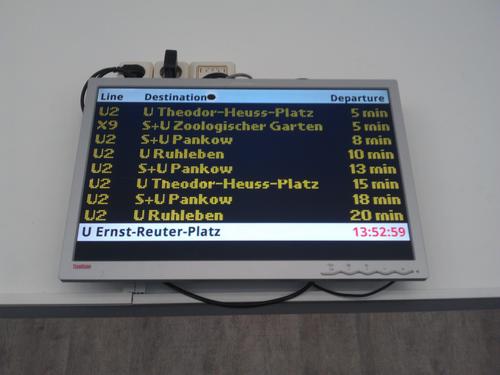 Line Destination Departure
U2 U Theodor-Heuss-Platz 5 min
X9 S+U Zoologischer Garten 5 min
U2 S+U Pankow 8 min
U2 U Ruhleben 10 min
U2 S+U Pankow 13 min
U2 U Theodor-Heuss-Platz 15 min
U2 S+U Pankow 18 min
U2 U Ruhleben 20 min
U Ernst-Reuter-Platz 13:52:59